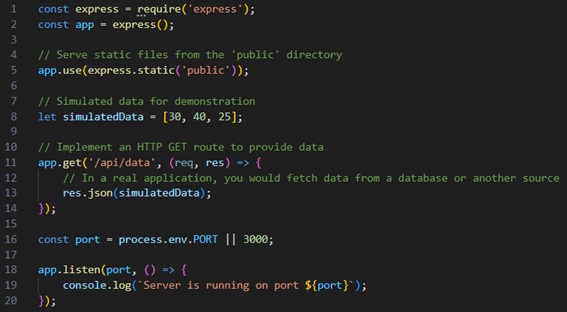 1 const express = require('express');
2 const app = express();
3
4 // Serve static files from the 'public' directory
5 app.use(express.static('public'));
6
7 // Simulated data for demonstration
8 let simulatedData = [30, 40, 25];
9
10 // Implement an HTTP GET route to provide data
11 app.get('/api/data', (req, res) => {
12     // In a real application, you would fetch data from a database or another source
13     res.json(simulatedData);
14 });
15
16 const port = process.env.PORT || 3000;
17
18 app.listen(port, () => {
19     console.log(`Server is running on port ${port}`);
20 });